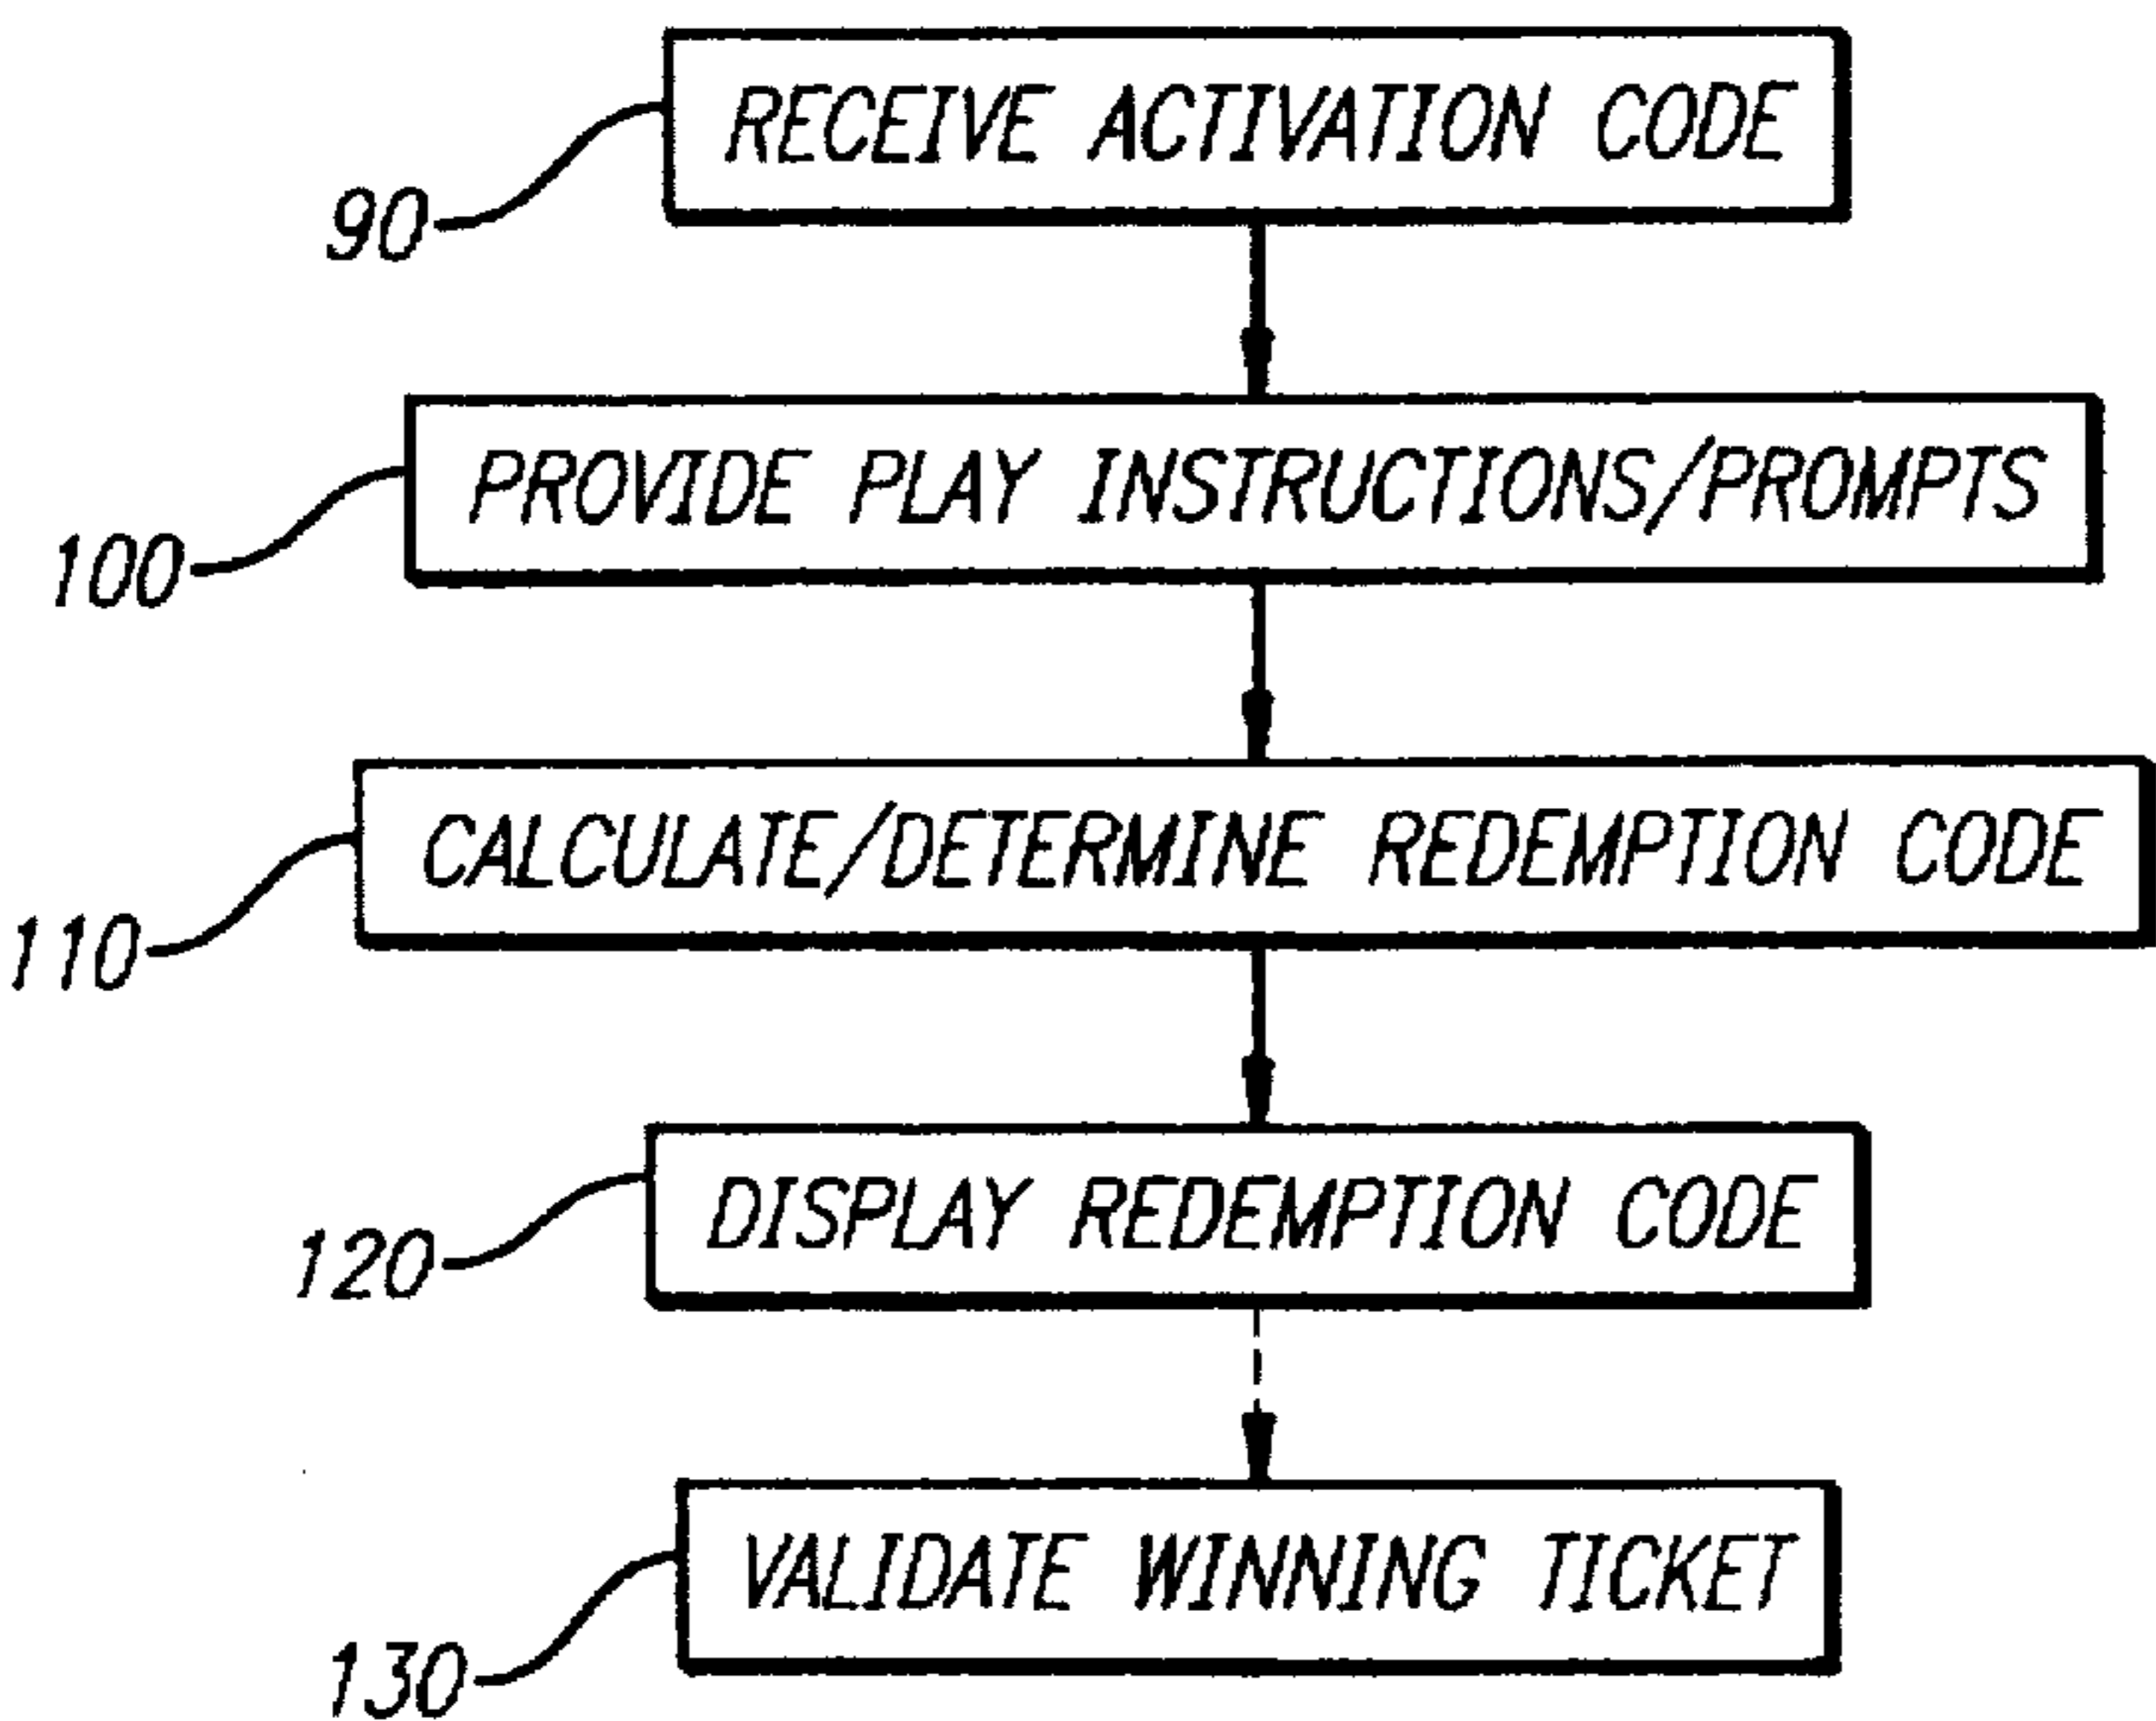 RECEIVE ACTIVATION CODE
90
PROVIDE PLAY INSTRUCTIONS/PROMPTS
100
CALCULATE/DETERMINE REDEMPTION CODE
110
DISPLAY REDEMPTION CODE
120
VALIDATE WINNING TICKET
130